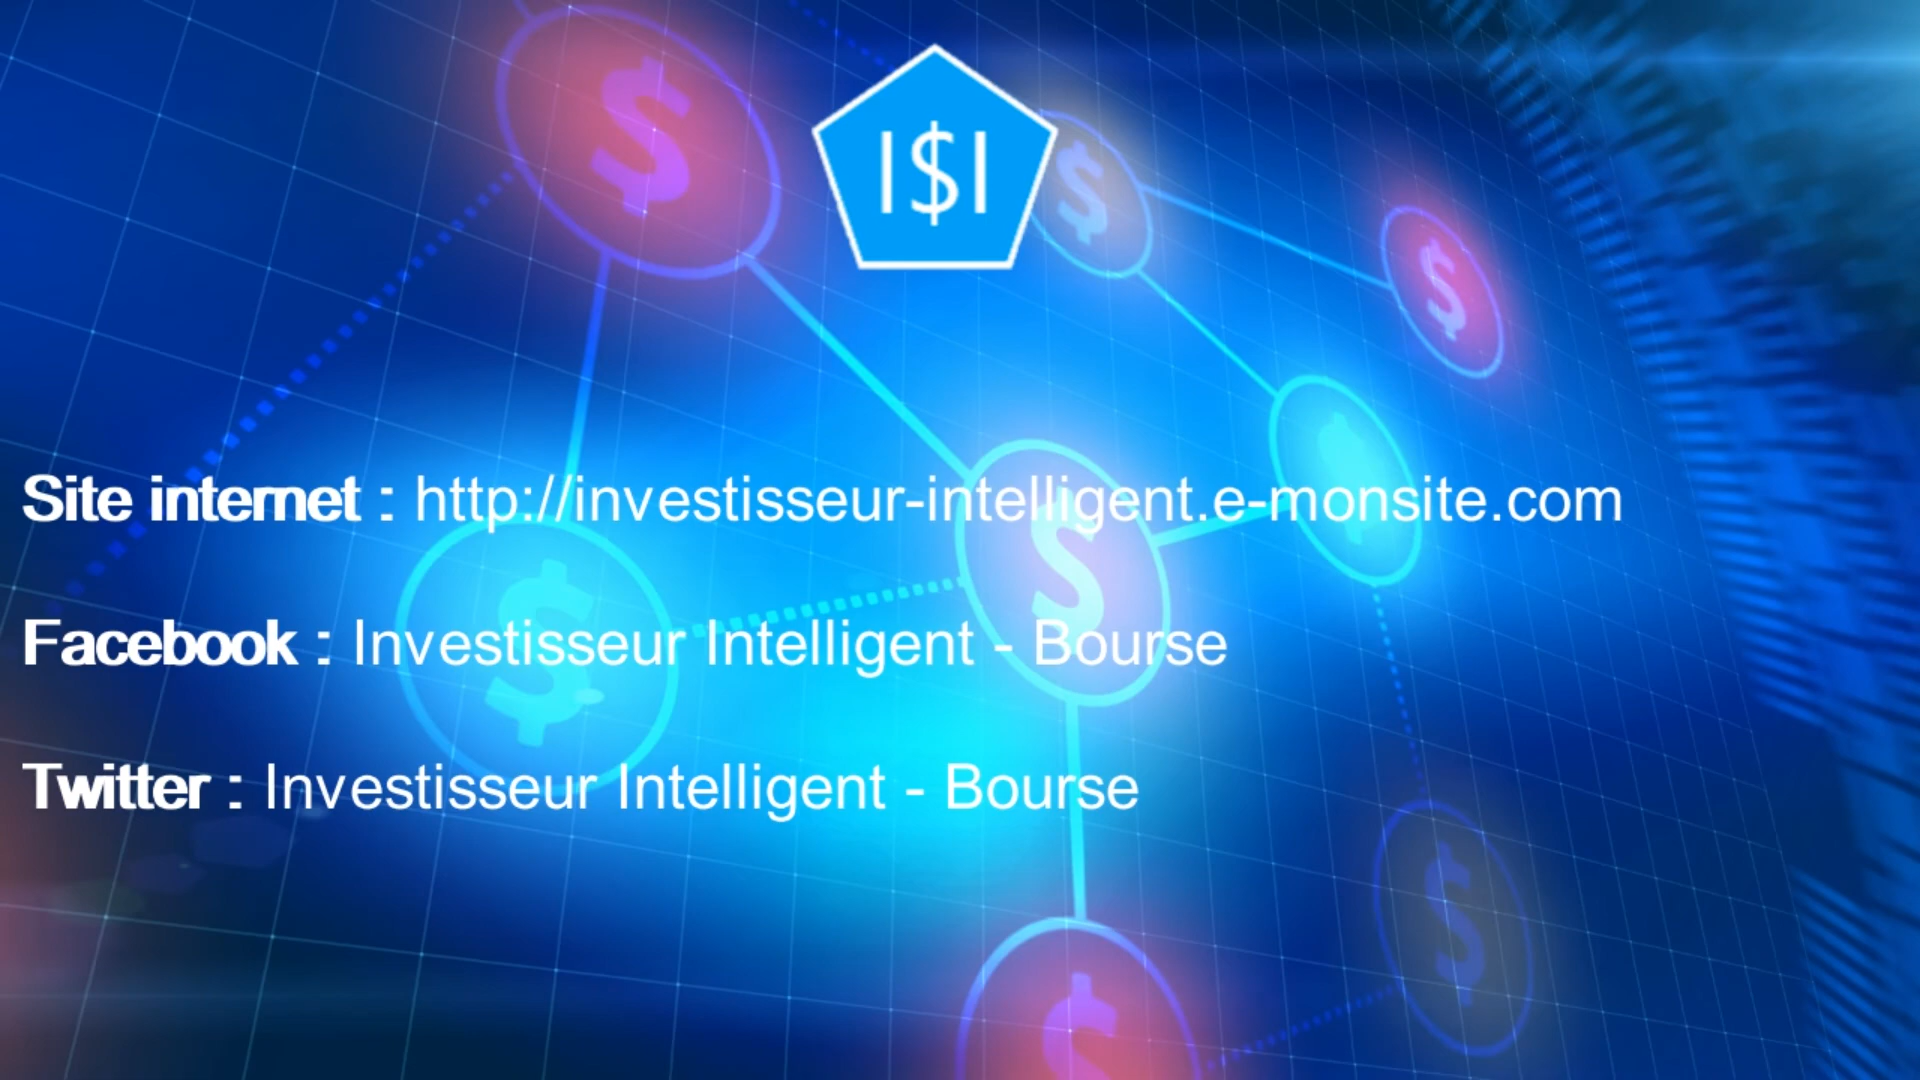 I$I
Site internet : http://investisseur-intelligent.e-monsite.com
Facebook : Investisseur Intelligent - Bourse
Twitter : Investisseur Intelligent - Bourse